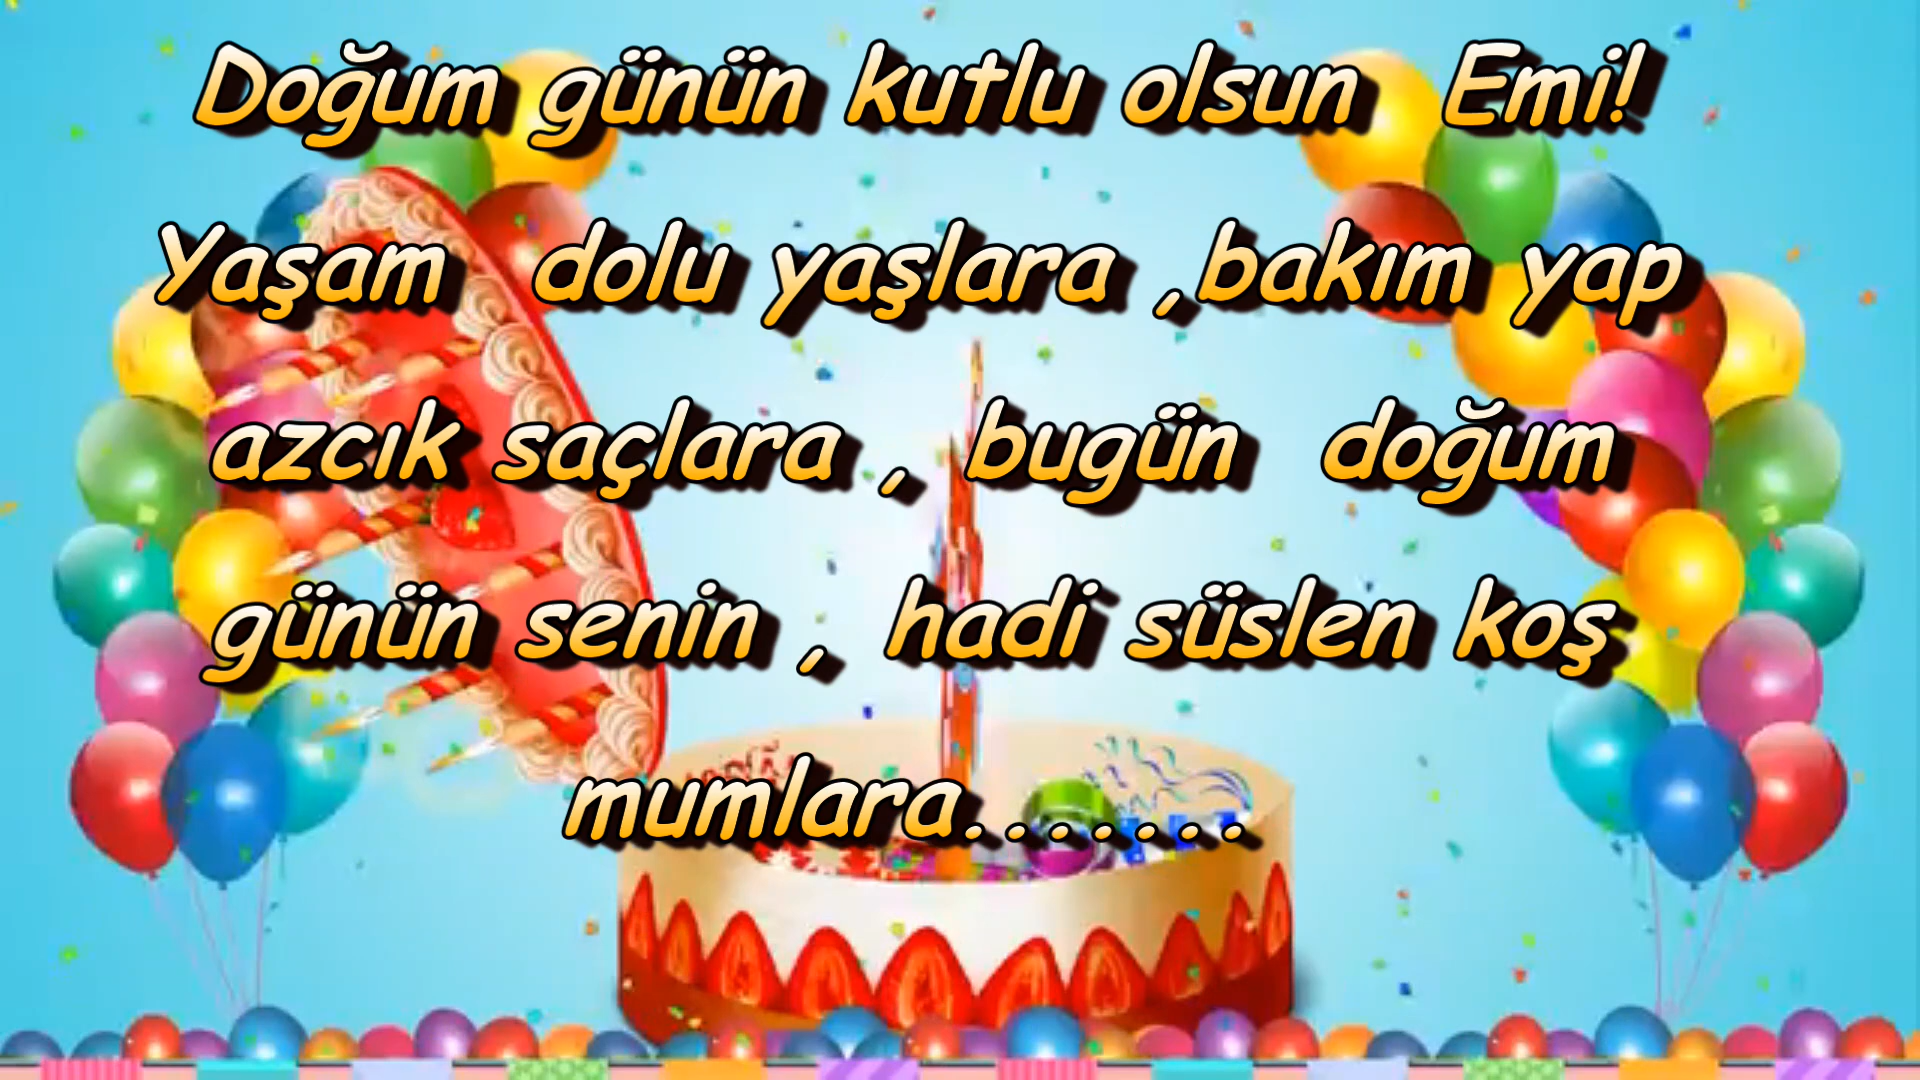 Doğum günün kutlu olsun Emi!
Yaşam dolu yaşlara ,bakım yap
azcık saçlara , bugün doğum
günün senin , hadi süslen koş
mumlara.......